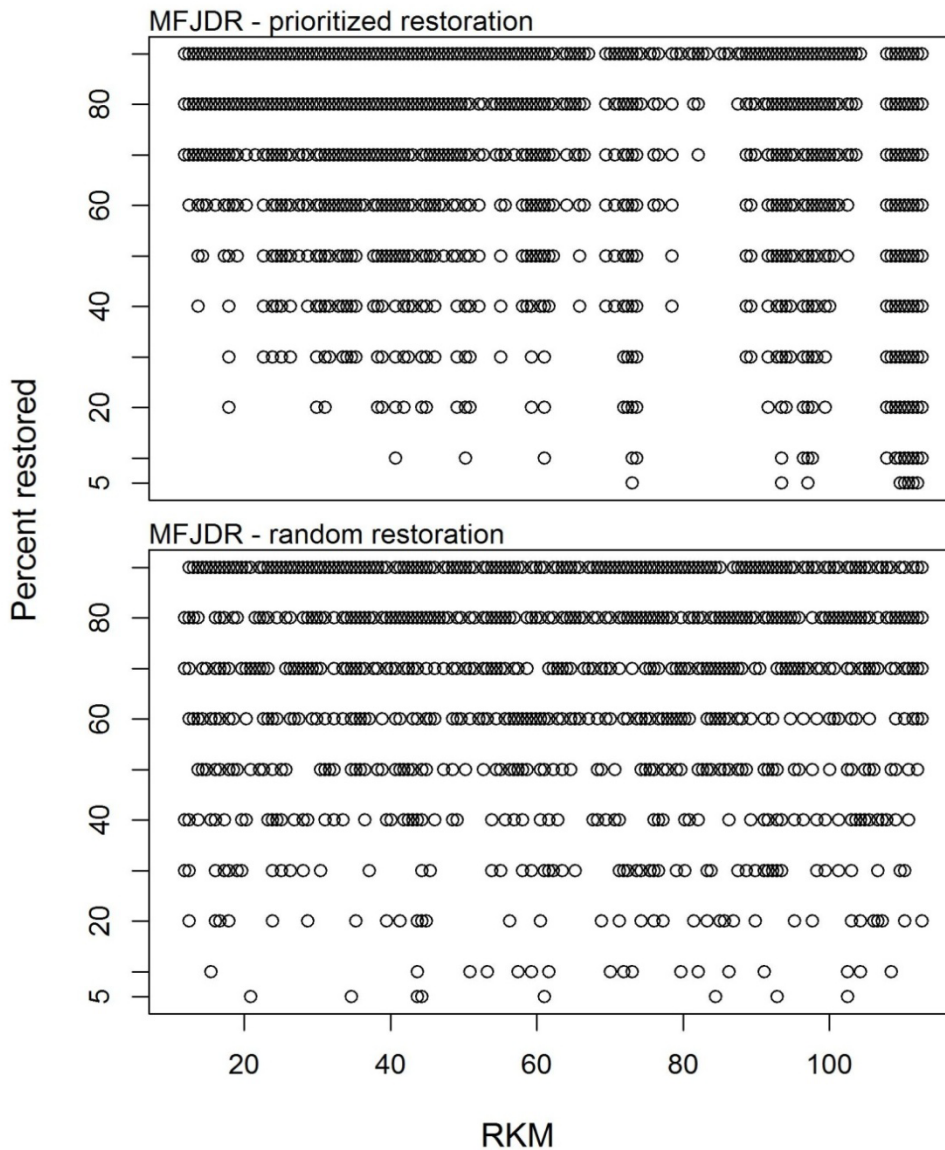 MFJDR - prioritized restoration
80
60
40
20
5
MFJDR - random restoration
80
60
40
20
5
Percent restored
20 40 60 80 100
RKM